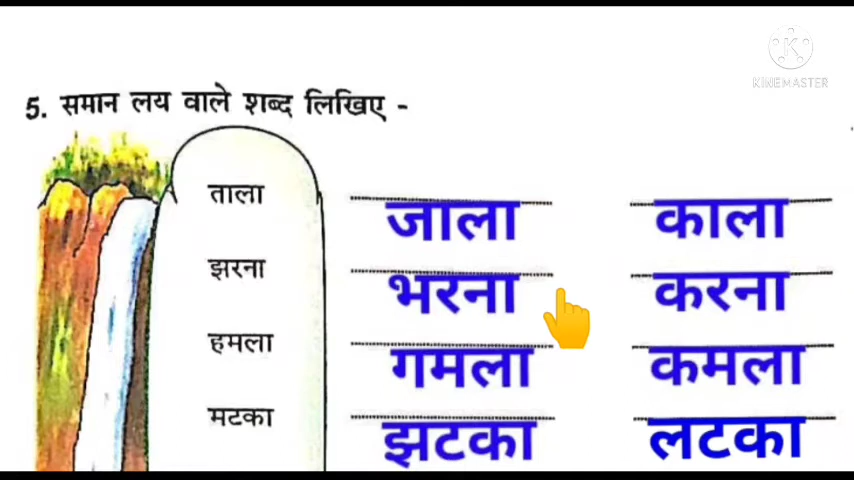 KINEMASTER
5. समान लय वाले शब्द लिखिए -
ताला जाला काला
झरना भरना करना
हमला गमला कमला
मटका झटका लटका